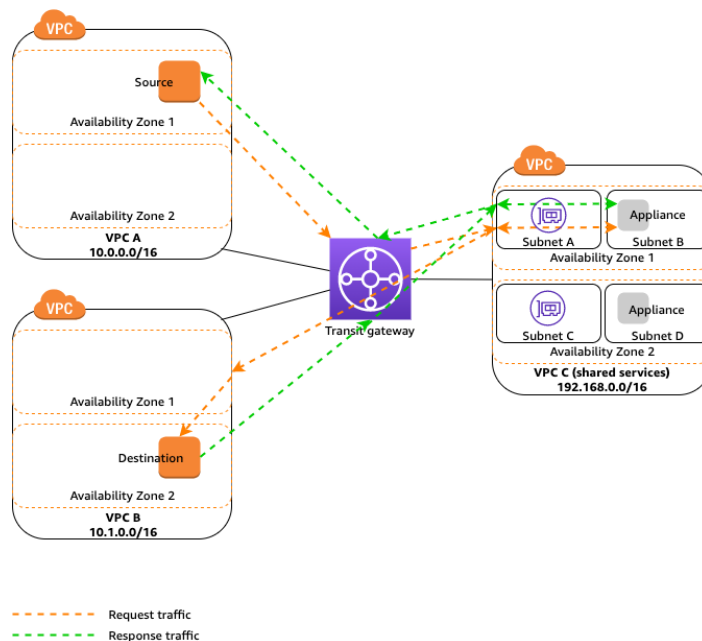 VPC
Source
Availability Zone 1
Availability Zone 2
VPC A
10.0.0.0/16
VPC
Availability Zone 1
Destination
Availability Zone 2
VPC B
10.1.0.0/16
Transit gateway
VPC
Appliance
Subnet A
Subnet B
Availability Zone 1
Appliance
Subnet C
Subnet D
Availability Zone 2
VPC C (shared services)
192.168.0.0/16
Request traffic
Response traffic